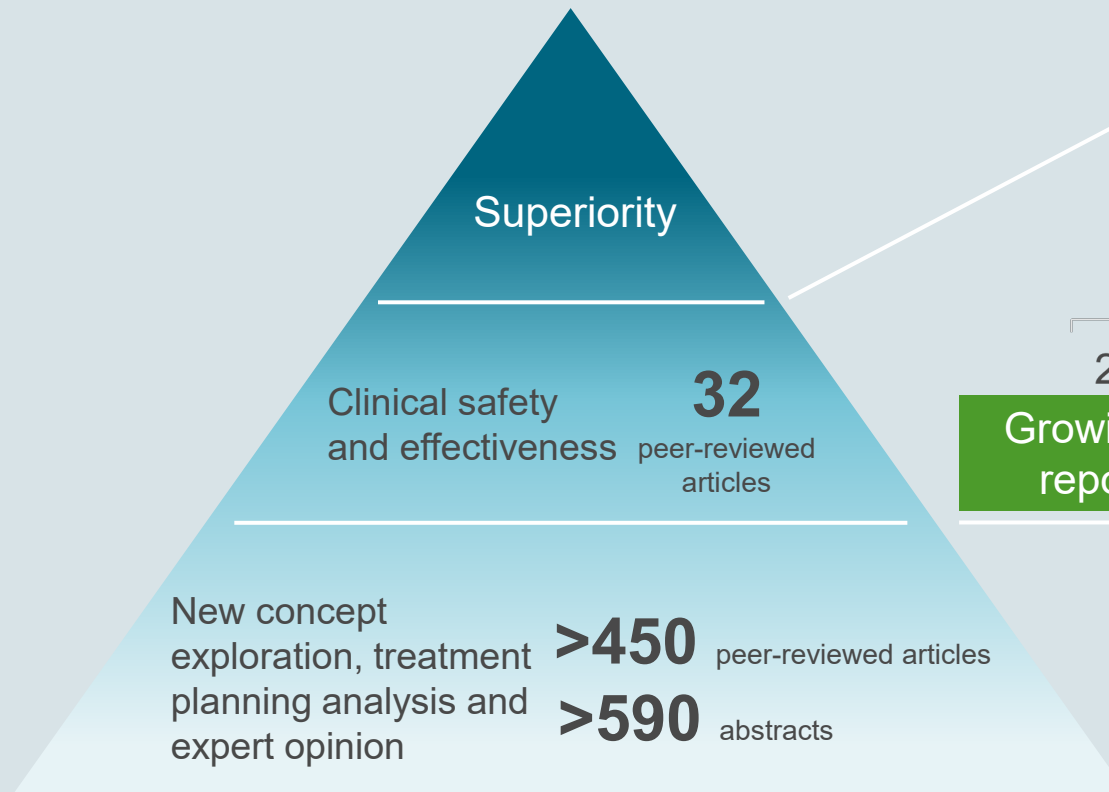 Superiority
Clinical safety
and effectiveness
32
peer-reviewed
articles
New concept
exploration, treatment
planning analysis and
expert opinion
>450 peer-reviewed articles
>590 abstracts